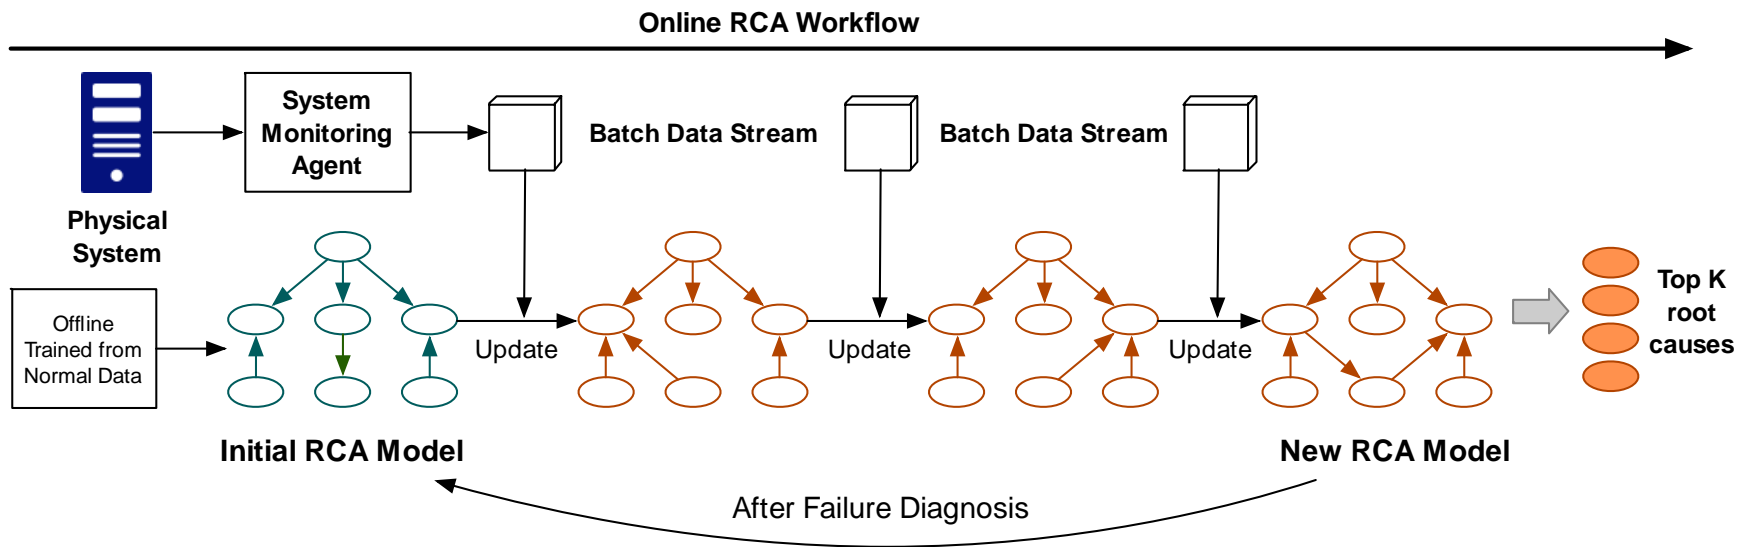 Online RCA Workflow
System
Monitoring
Agent
Batch Data Stream
Batch Data Stream
Physical
System
Offline
Trained from
Normal Data
Update
Update
Update
Top K
root
causes
Initial RCA Model
New RCA Model
After Failure Diagnosis